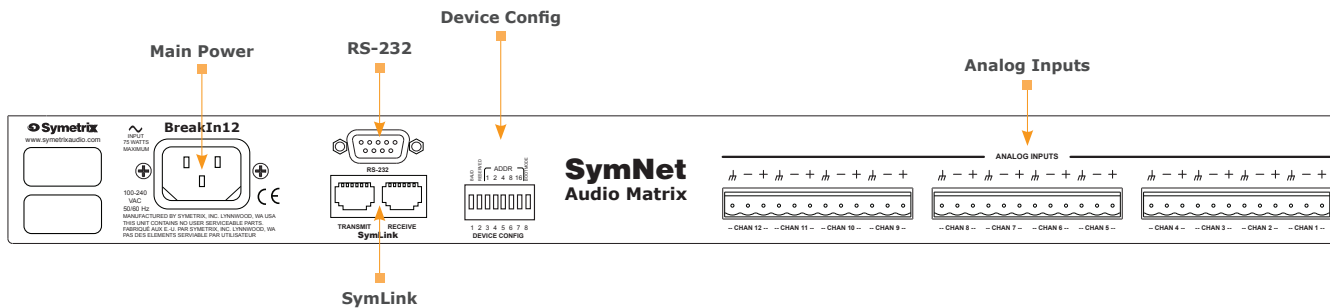 Device Config
Main Power
RS-232
Analog Inputs
Symetrix
www.symetrixaudio.com
INPUT
75 WATTS
MAXIMUM
BreakIn12
100-240
VAC
50/60 Hz
CE
MANUFACTURED BY SYMETRIX, INC. LYNNWOOD, WA USA
THIS UNIT CONTAINS NO USER SERVICEABLE PARTS.
FABRIQUÉ AUX E.-U. PAR SYMETRIX, INC. LYNNWOOD, WA
PAS DES ELEMENTS SERVIABLE PAR UTILISATEUR
RS-232
TRANSMIT RECEIVE
SymLink
BAUD
RESERVED
ADDR
1 2 4 8 16
BOOTMODE
1 2 3 4 5 6 7 8
DEVICE CONFIG
SymNet
Audio Matrix
ANALOG INPUTS
− + − + − + − + − + − + − + − + − + − + − + − +
-- CHAN 12 -- -- CHAN 11 -- -- CHAN 10 -- -- CHAN 9 -- -- CHAN 8 -- -- CHAN 7 -- -- CHAN 6 -- -- CHAN 5 -- -- CHAN 4 -- -- CHAN 3 -- -- CHAN 2 -- -- CHAN 1 --
SymLink